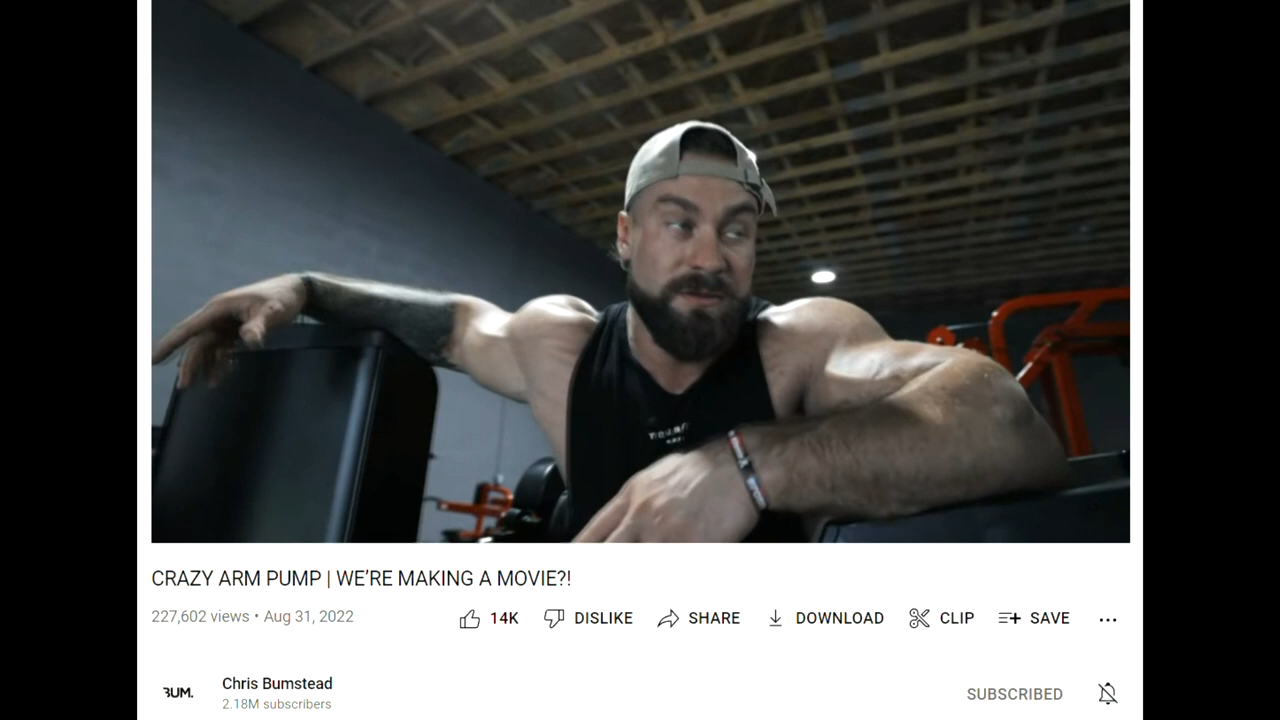 CRAZY ARM PUMP | WE’RE MAKING A MOVIE?!
227,602 views • Aug 31, 2022 14K DISLIKE SHARE DOWNLOAD CLIP SAVE ...
BUM.
Chris Bumstead
2.18M subscribers
SUBSCRIBED